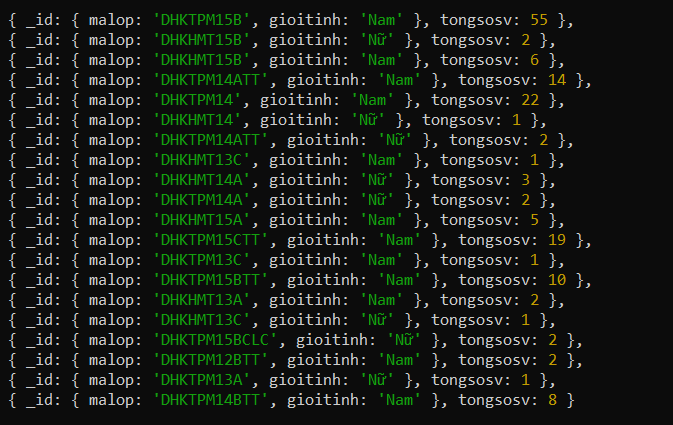 { _id: { malop: 'DHKTPM15B', gioitinh: 'Nam' }, tongsosv: 55 },
{ _id: { malop: 'DHKHMT15B', gioitinh: 'Nữ' }, tongsosv: 2 },
{ _id: { malop: 'DHKHMT15B', gioitinh: 'Nam' }, tongsosv: 6 },
{ _id: { malop: 'DHKTPM14ATT', gioitinh: 'Nam' }, tongsosv: 14 },
{ _id: { malop: 'DHKTPM14', gioitinh: 'Nam' }, tongsosv: 22 },
{ _id: { malop: 'DHKHMT14', gioitinh: 'Nữ' }, tongsosv: 1 },
{ _id: { malop: 'DHKTPM14ATT', gioitinh: 'Nữ' }, tongsosv: 2 },
{ _id: { malop: 'DHKHMT13C', gioitinh: 'Nam' }, tongsosv: 1 },
{ _id: { malop: 'DHKHMT14A', gioitinh: 'Nữ' }, tongsosv: 3 },
{ _id: { malop: 'DHKTPM14A', gioitinh: 'Nữ' }, tongsosv: 2 },
{ _id: { malop: 'DHKHMT15A', gioitinh: 'Nam' }, tongsosv: 5 },
{ _id: { malop: 'DHKTPM15CTT', gioitinh: 'Nam' }, tongsosv: 19 },
{ _id: { malop: 'DHKTPM13C', gioitinh: 'Nam' }, tongsosv: 1 },
{ _id: { malop: 'DHKTPM15BTT', gioitinh: 'Nam' }, tongsosv: 10 },
{ _id: { malop: 'DHKHMT13A', gioitinh: 'Nam' }, tongsosv: 2 },
{ _id: { malop: 'DHKHMT13C', gioitinh: 'Nữ' }, tongsosv: 1 },
{ _id: { malop: 'DHKTPM15BCLC', gioitinh: 'Nữ' }, tongsosv: 2 },
{ _id: { malop: 'DHKTPM12BTT', gioitinh: 'Nam' }, tongsosv: 2 },
{ _id: { malop: 'DHKTPM13A', gioitinh: 'Nữ' }, tongsosv: 1 },
{ _id: { malop: 'DHKTPM14BTT', gioitinh: 'Nam' }, tongsosv: 8 }